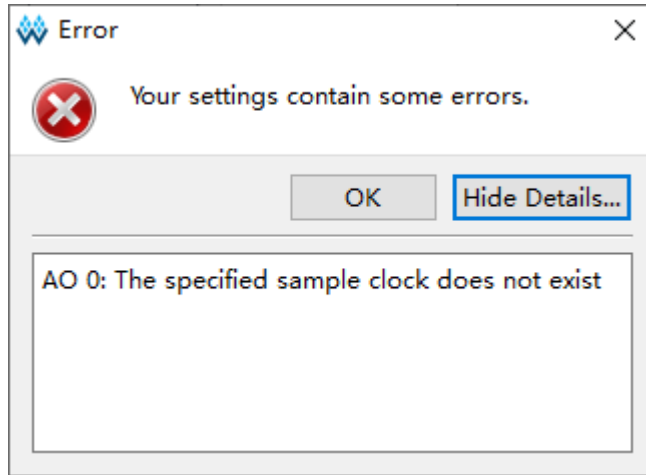 Error
Your settings contain some errors.
OK
Hide Details...
AO 0: The specified sample clock does not exist